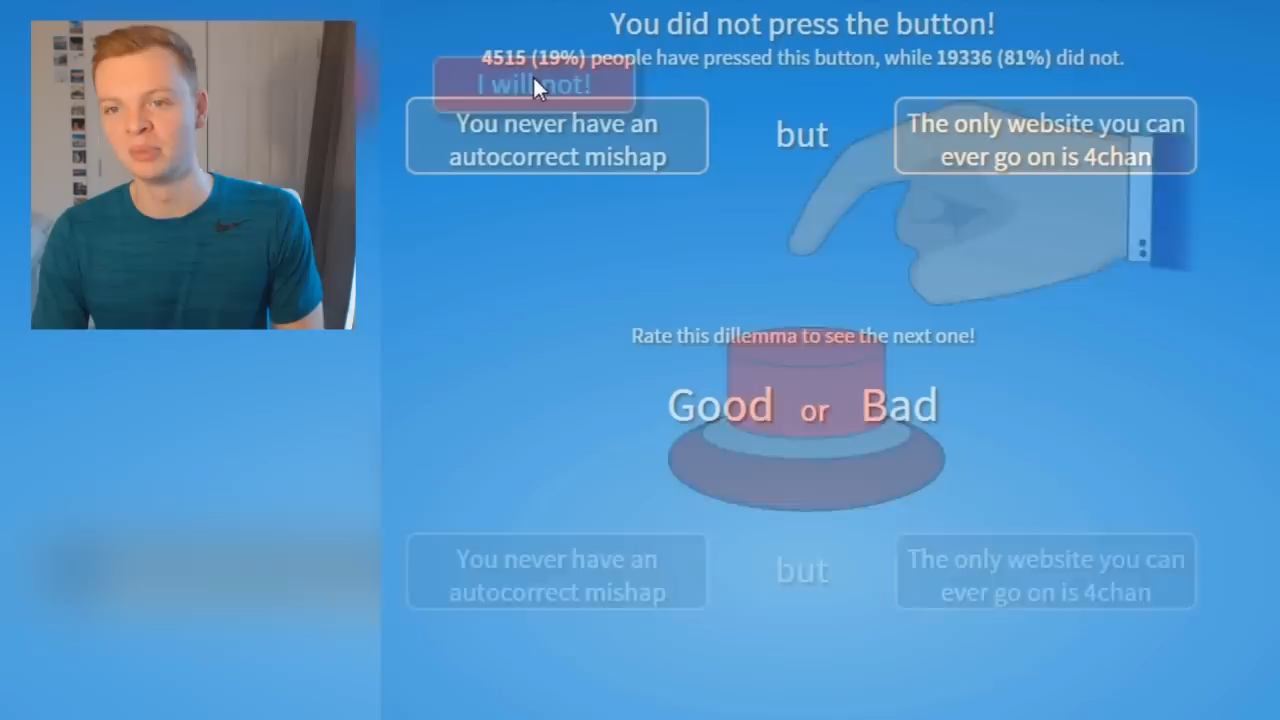 You did not press the button!
4515 (19%) people have pressed this button, while 19336 (81%) did not.
I will not!
You never have an
autocorrect mishap
but
The only website you can
ever go on is 4chan
Rate this dillemma to see the next one!
Good or Bad
You never have an
autocorrect mishap
but
The only website you can
ever go on is 4chan